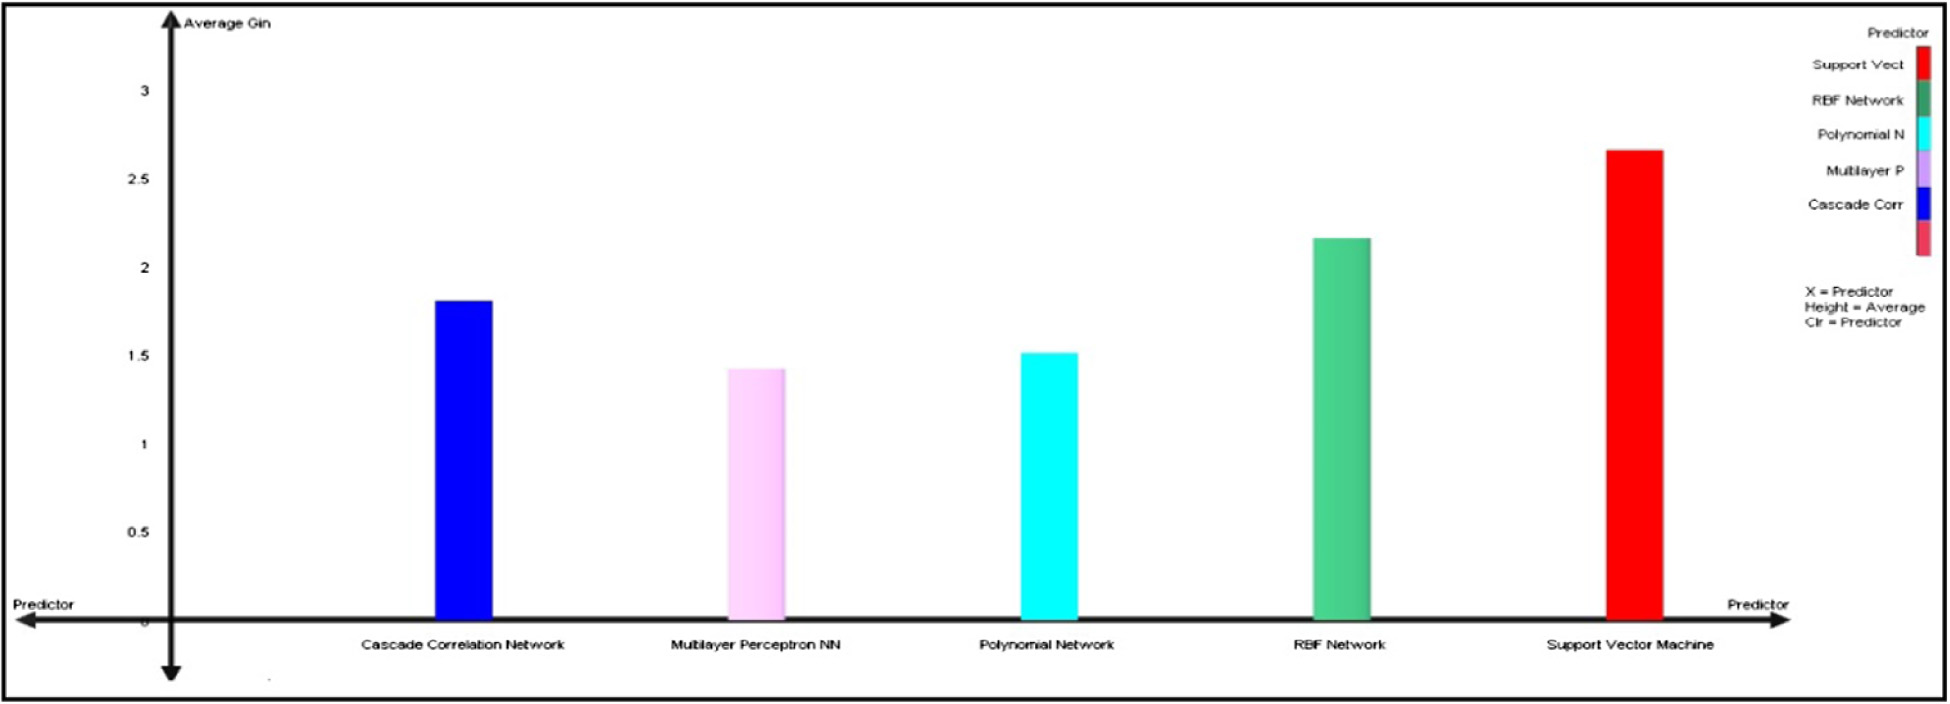 Average Gin
3
2.5
2
1.5
1
0.5
0
Predictor
Predictor
Cascade Correlation Network
Multilayer Perceptron NN
Polynomial Network
RBF Network
Support Vector Machine
Predictor
Support Vect
RBF Network
Polynomial N
Multilayer P
Cascade Corr
X = Predictor
Height = Average
Clr = Predictor